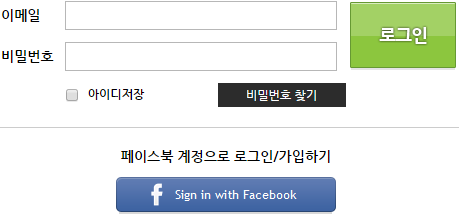 이메일
로그인
비밀번호
아이디저장
비밀번호 찾기
페이스북 계정으로 로그인/가입하기
f Sign in with Facebook